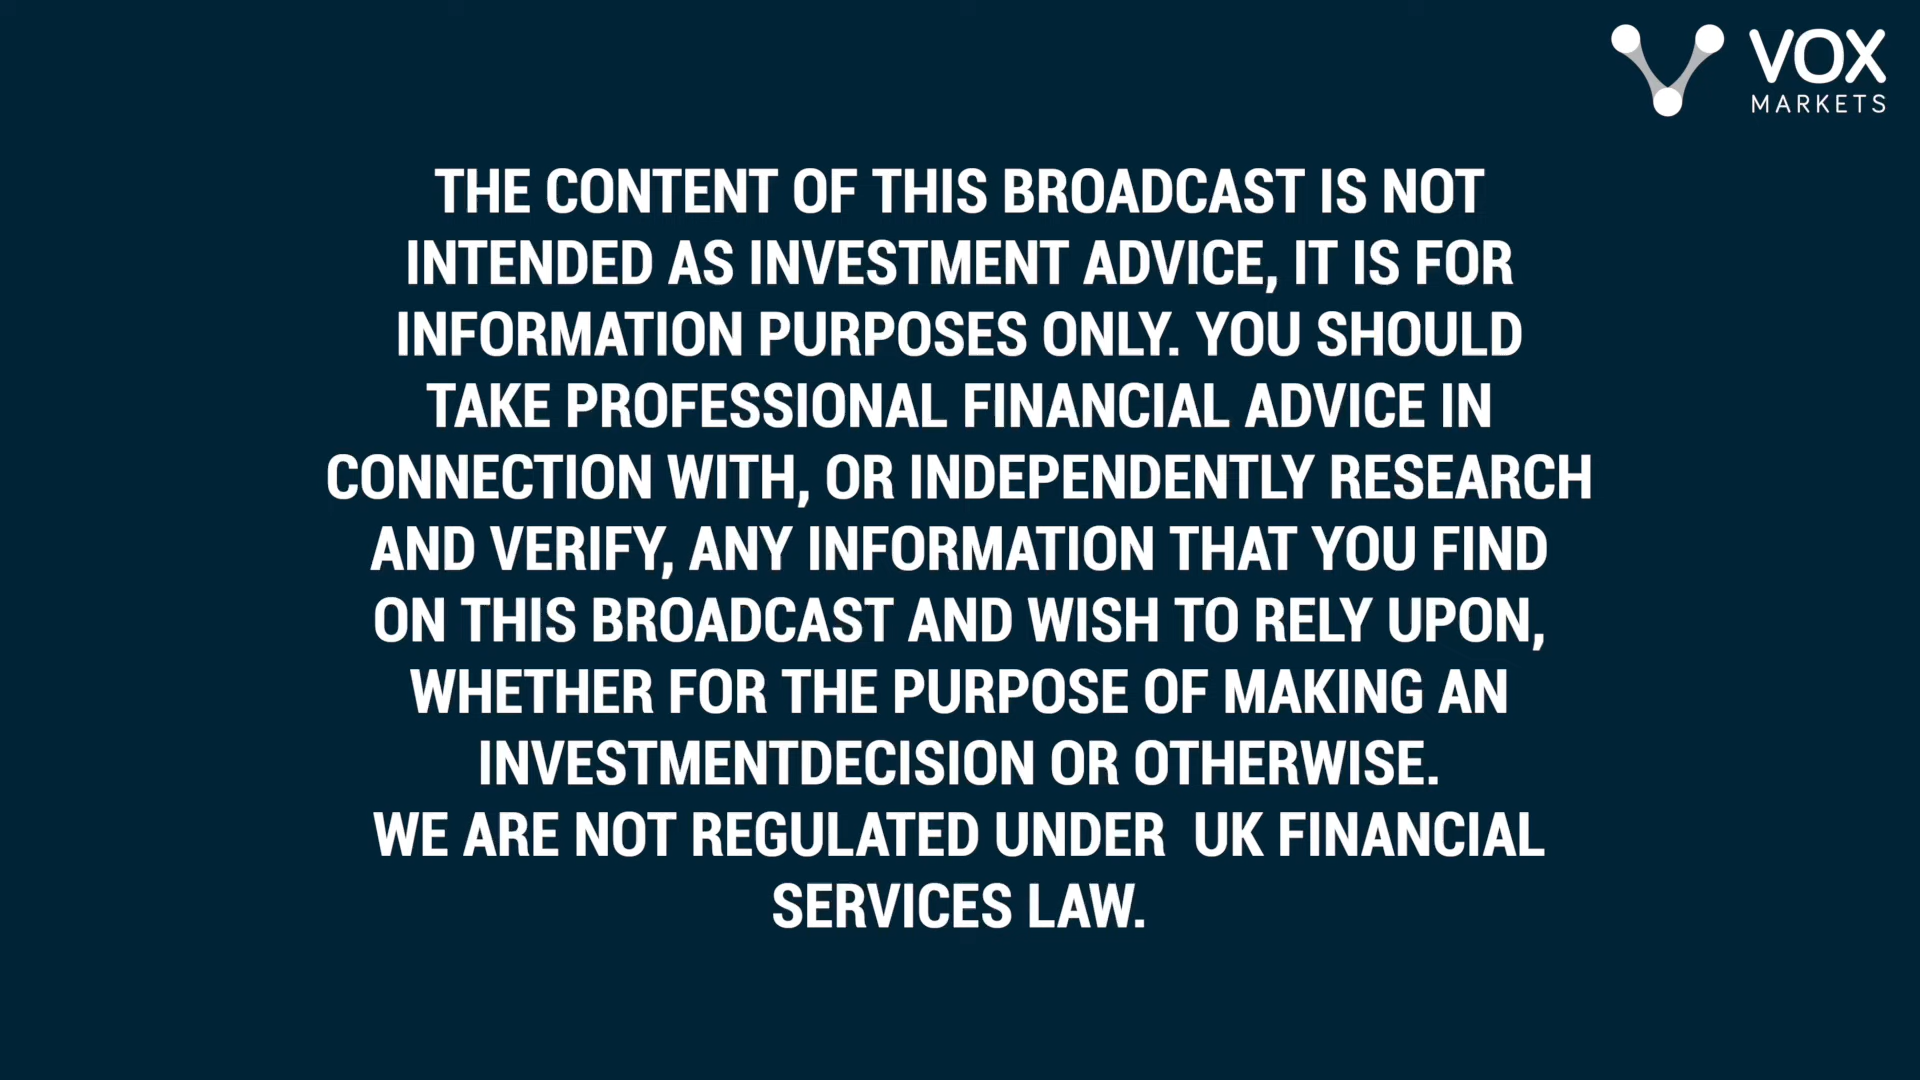 VOX
MARKETS
THE CONTENT OF THIS BROADCAST IS NOT
INTENDED AS INVESTMENT ADVICE, IT IS FOR
INFORMATION PURPOSES ONLY. YOU SHOULD
TAKE PROFESSIONAL FINANCIAL ADVICE IN
CONNECTION WITH, OR INDEPENDENTLY RESEARCH
AND VERIFY, ANY INFORMATION THAT YOU FIND
ON THIS BROADCAST AND WISH TO RELY UPON,
WHETHER FOR THE PURPOSE OF MAKING AN
INVESTMENTDECISION OR OTHERWISE.
WE ARE NOT REGULATED UNDER  UK FINANCIAL
SERVICES LAW.